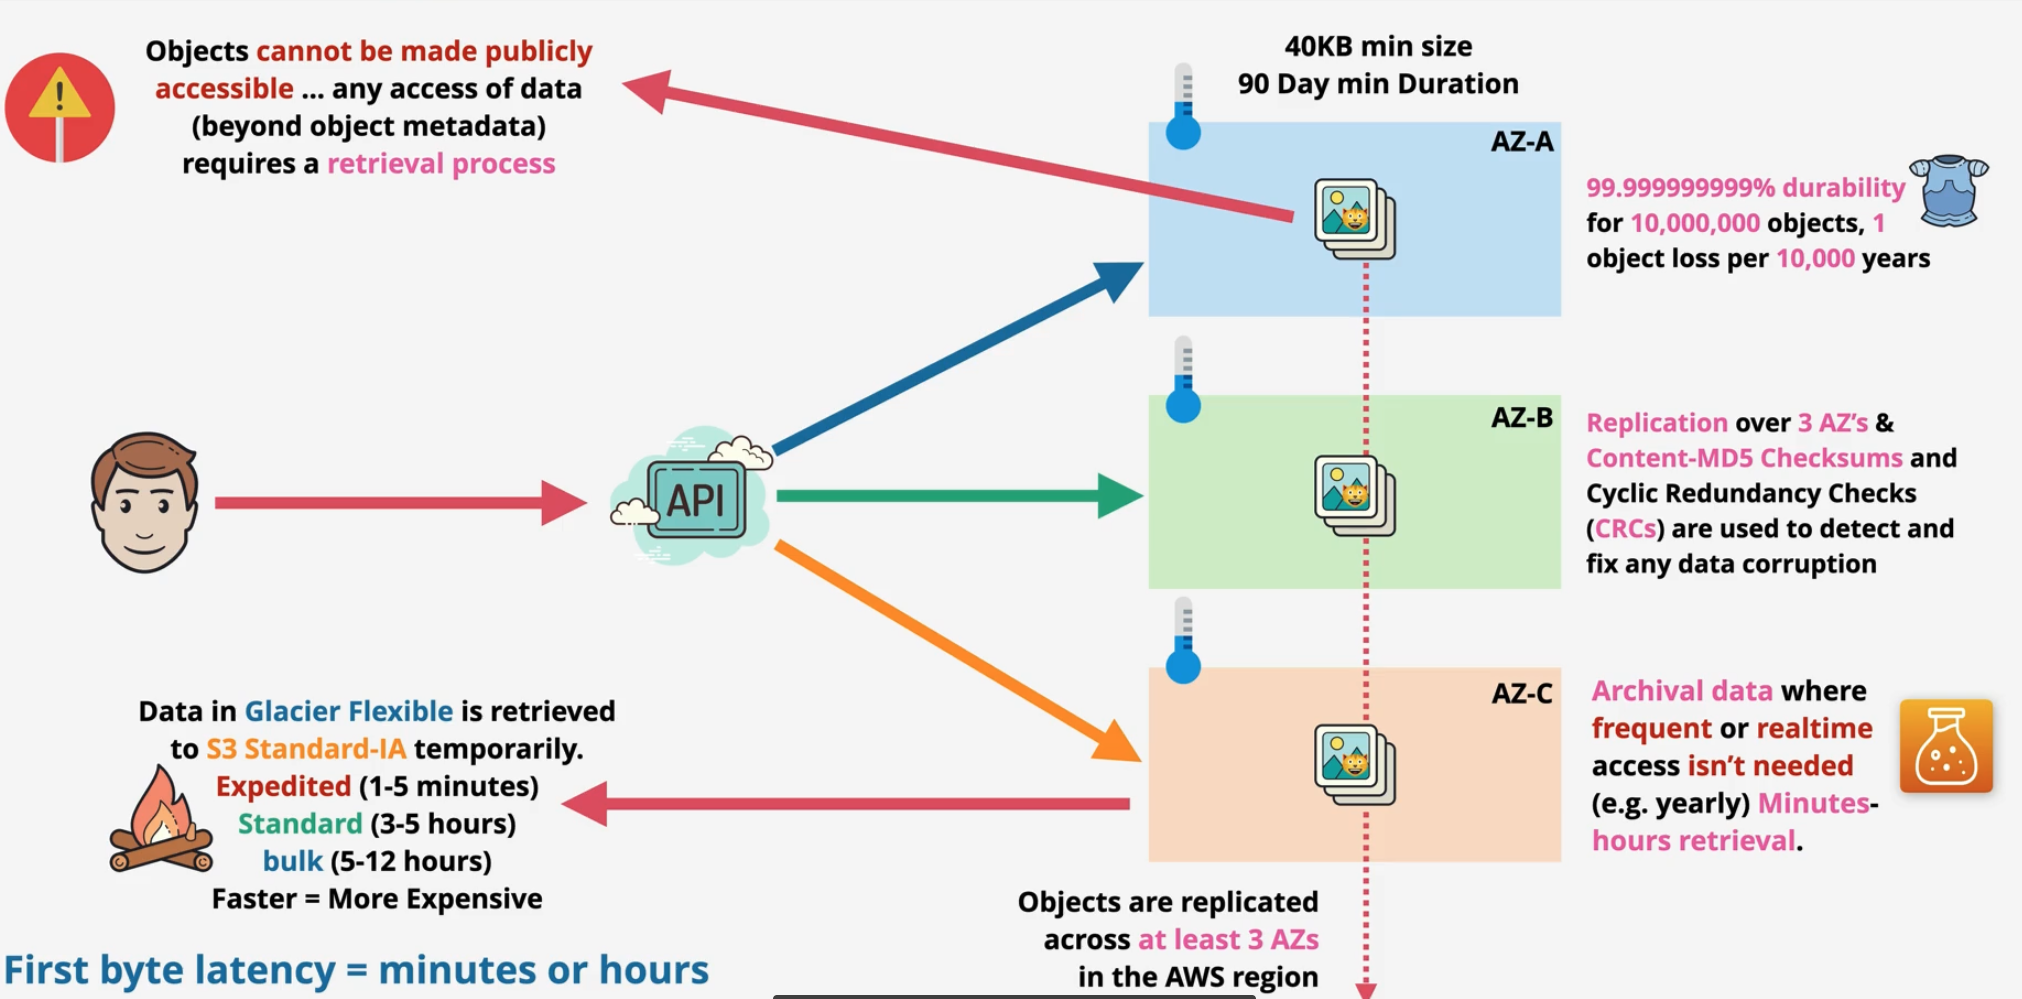 Objects cannot be made publicly
accessible ... any access of data
(beyond object metadata)
requires a retrieval process
40KB min size
90 Day min Duration
AZ-A
99.999999999% durability
for 10,000,000 objects, 1
object loss per 10,000 years
API
AZ-B
Replication over 3 AZ’s &
Content-MD5 Checksums and
Cyclic Redundancy Checks
(CRCs) are used to detect and
fix any data corruption
AZ-C
Archival data where
frequent or realtime
access isn’t needed
(e.g. yearly) Minutes-
hours retrieval.
Data in Glacier Flexible is retrieved
to S3 Standard-IA temporarily.
Expedited (1-5 minutes)
Standard (3-5 hours)
bulk (5-12 hours)
Faster = More Expensive
Objects are replicated
across at least 3 AZs
in the AWS region
First byte latency = minutes or hours